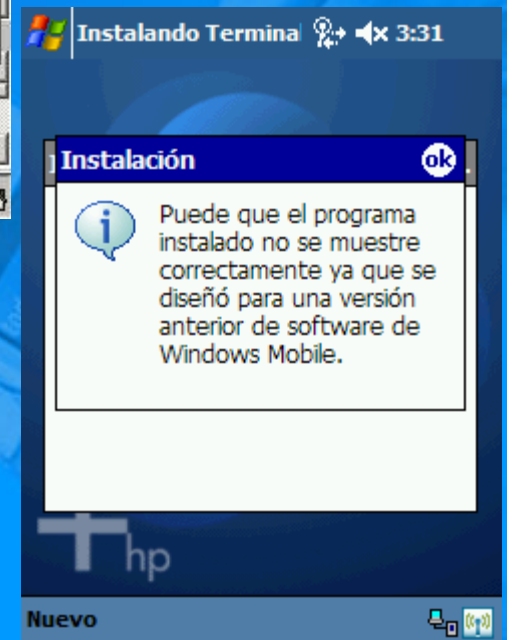 Instalando Termina
3:31
Instalación
ok
Puede que el programa
instalado no se muestre
correctamente ya que se
diseñó para una versión
anterior de software de
Windows Mobile.
hp
Nuevo